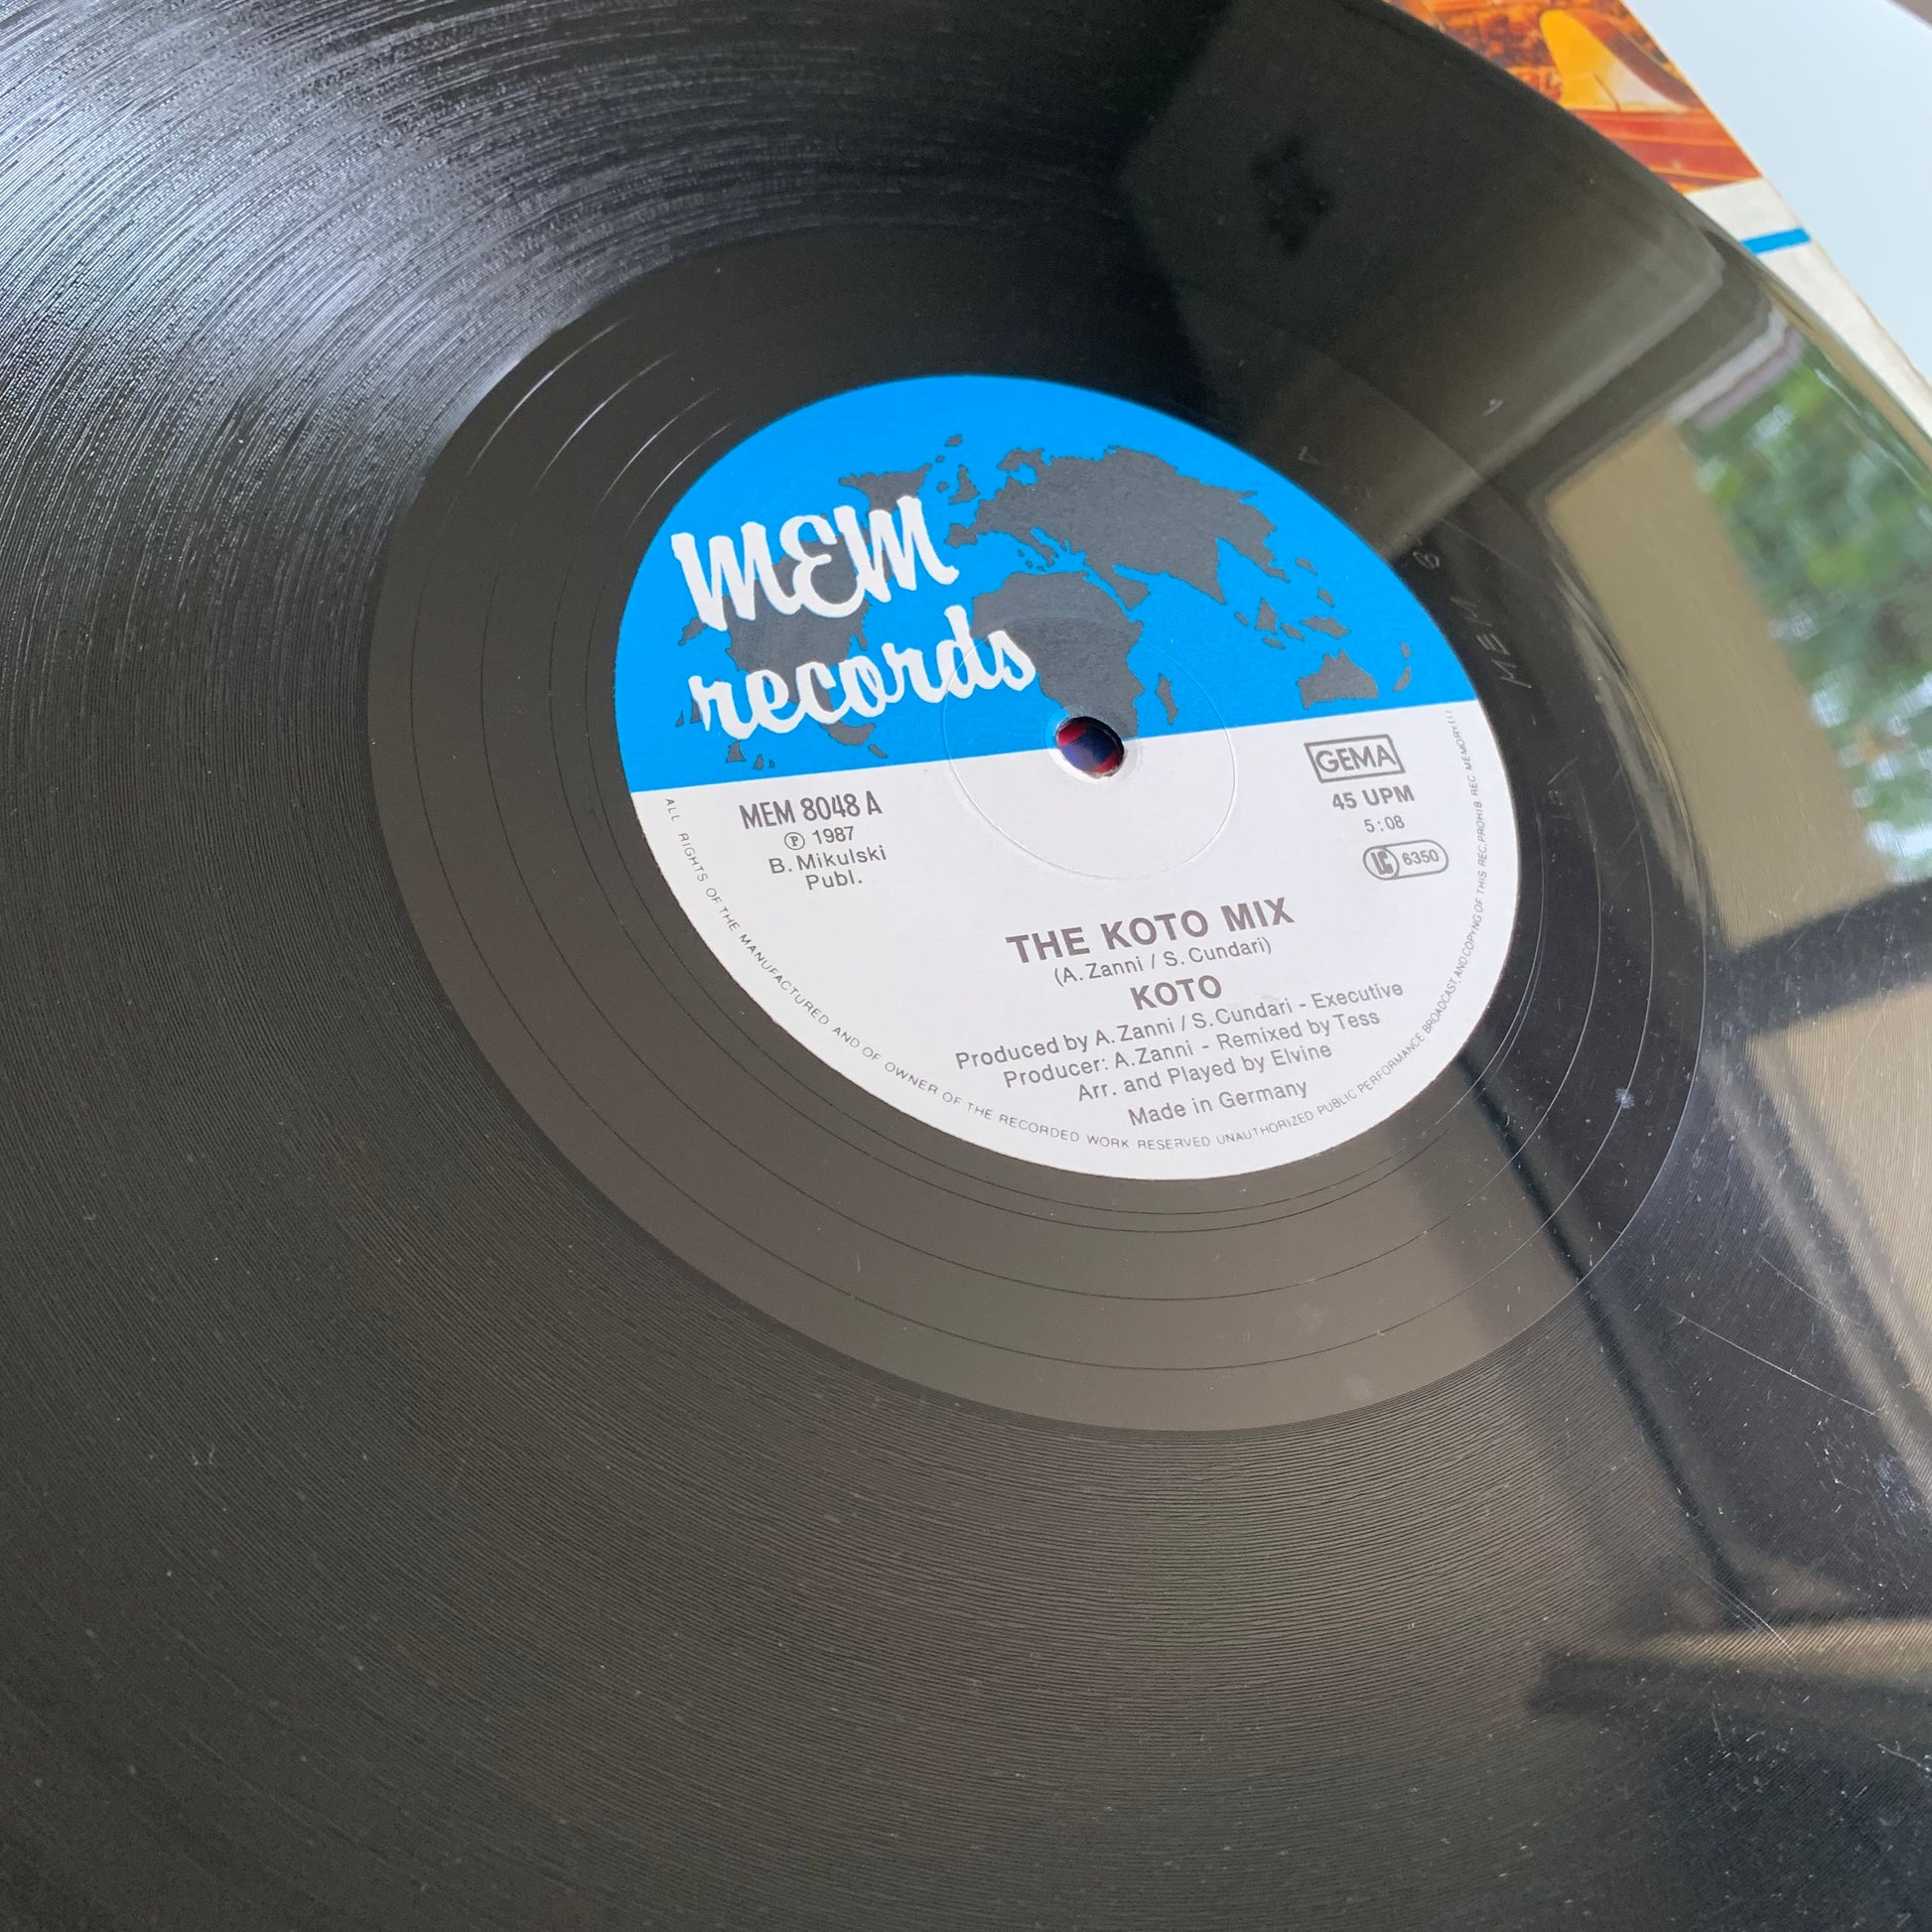 MEM
records
MEM 8048 A
Ⓟ 1987
B. Mikulski
Publ.
GEMA
45 UPM
5:08
LC 6350
THE KOTO MIX
(A. Zanni / S. Cundari)
KOTO
Produced by A. Zanni / S. Cundari - Executive
Producer: A. Zanni - Remixed by Tess
Arr. and Played by Elvine
Made in Germany
ALL RIGHTS OF THE MANUFACTURED AND OF OWNER OF THE RECORDED WORK RESERVED UNAUTHORIZED PUBLIC PERFORMANCE BROADCAST AND COPYING OF THIS REC. PROHIB. REC. MEMORY
MEM